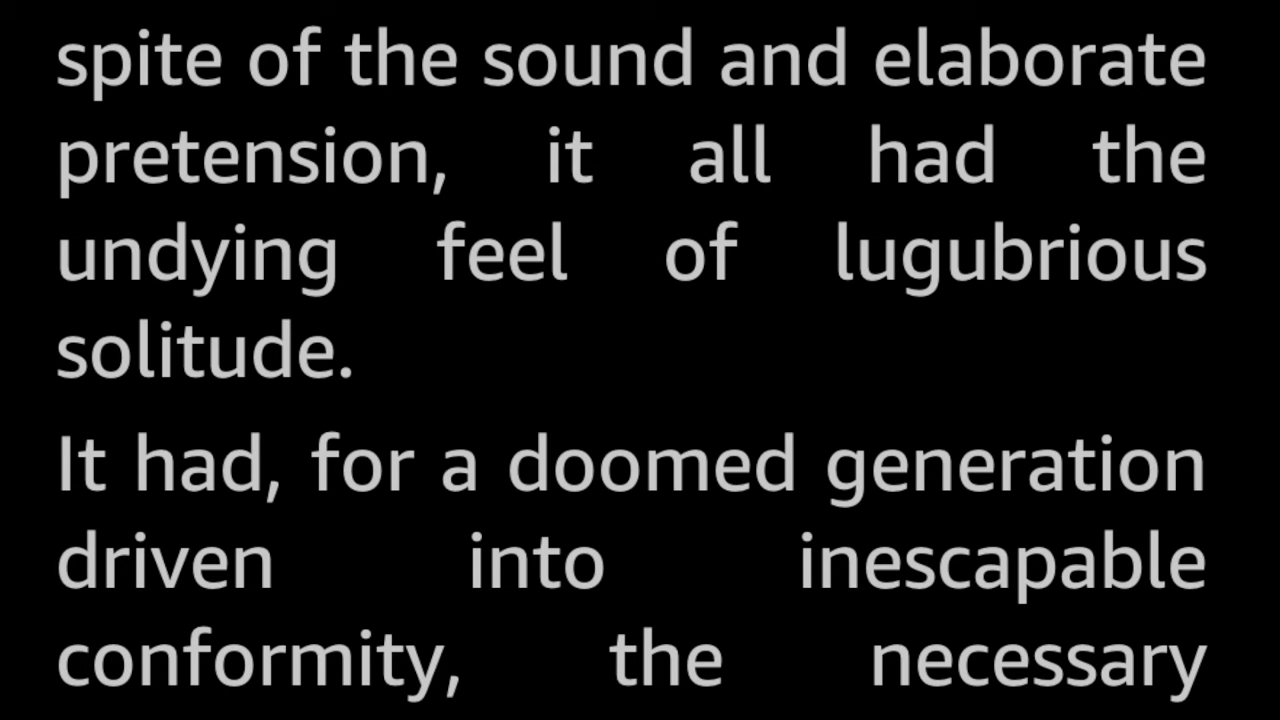 spite of the sound and elaborate
pretension, it all had the
undying feel of lugubrious
solitude.
It had, for a doomed generation
driven into inescapable
conformity, the necessary